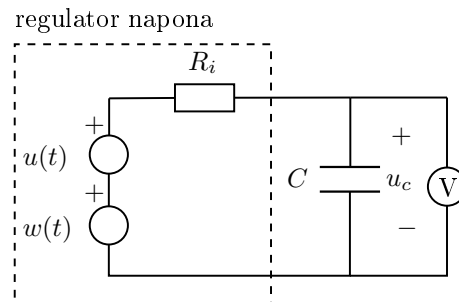 regulator napona
R_i
+
u(t)
+
w(t)
C
+
u_c
−
V